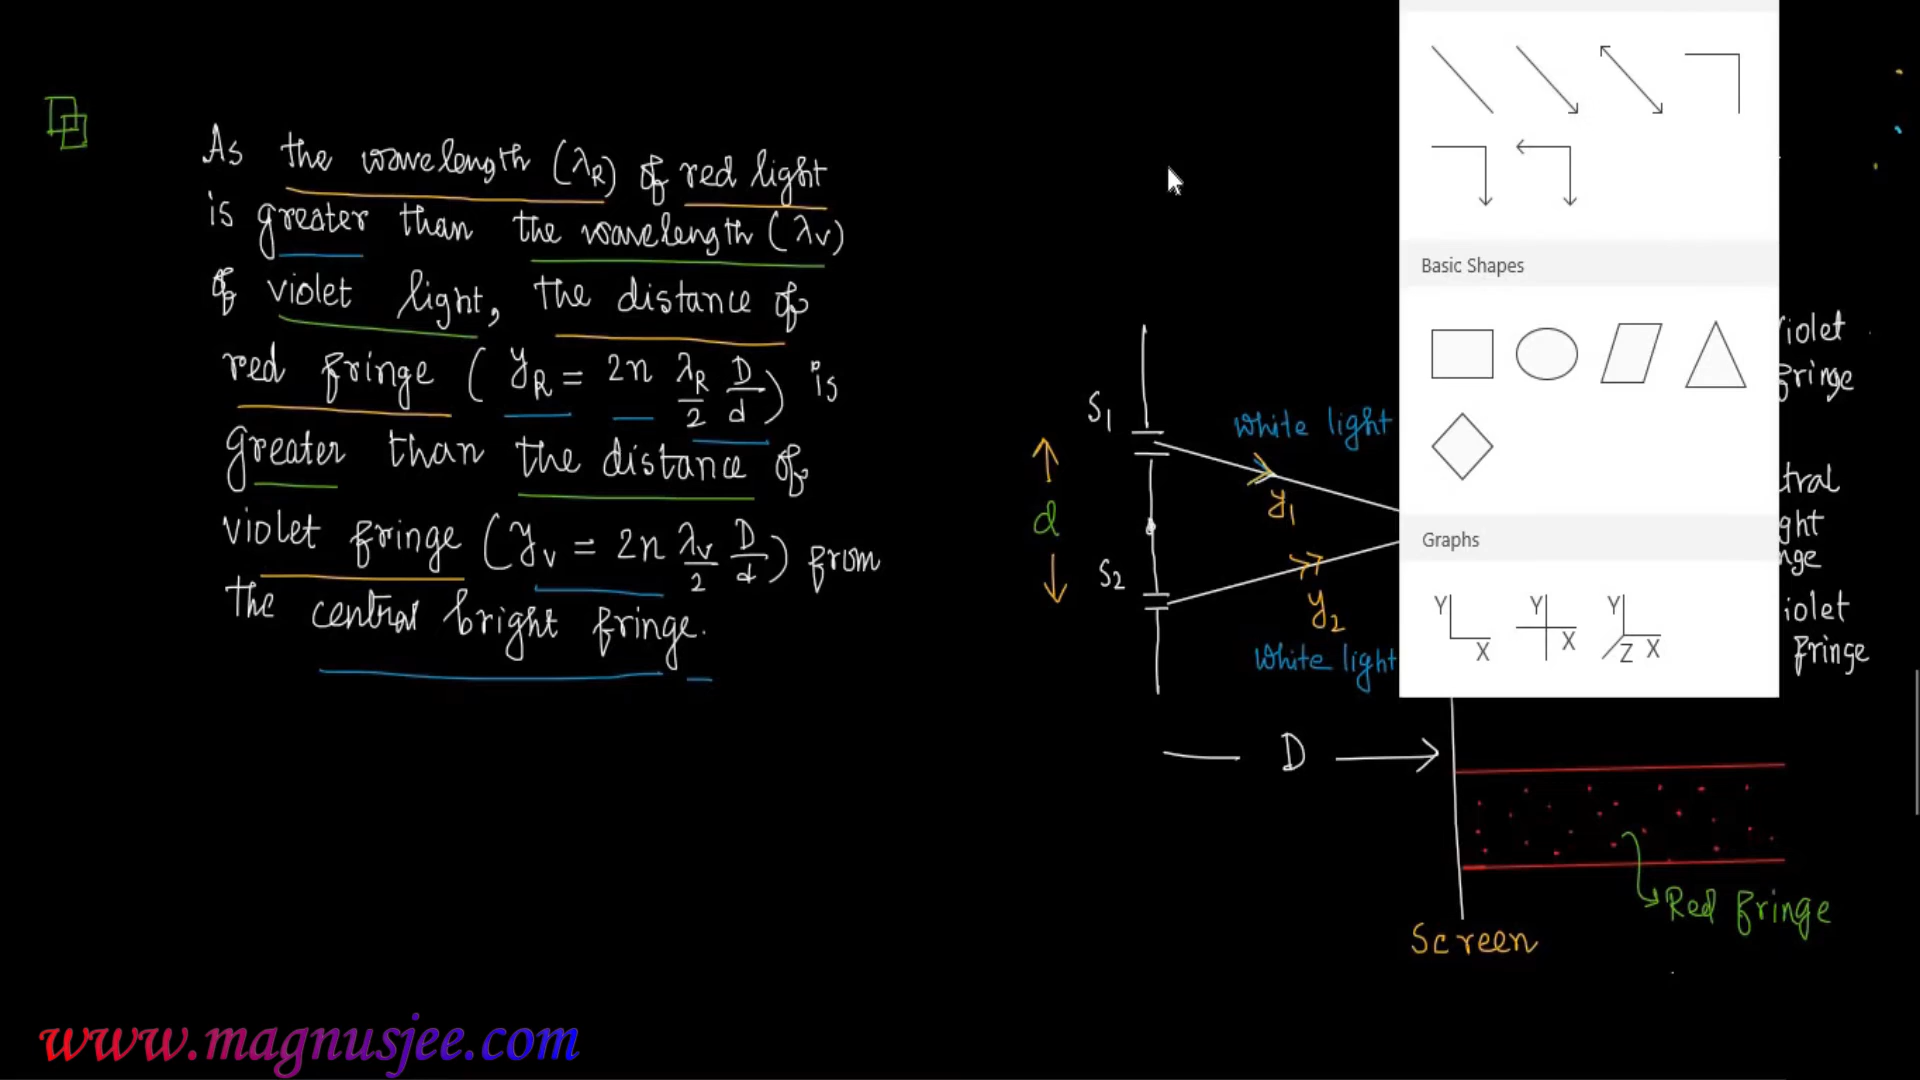 As the wavelength (λR) of red light
is greater than the wavelength (λv)
of violet light, the distance of
red fringe ( yR = 2n λR/2 D/d ) is
greater than the distance of
violet fringe ( yv = 2n λv/2 D/d ) from
the central bright fringe.
S1
white light
y1
d
S2
y2
white light
D
Screen
Red fringe
Basic Shapes
Graphs
Y
X
Y
X
Y
Z
X
iolet
fringe
tral
ght
nge
iolet
fringe
www.magnusjee.com